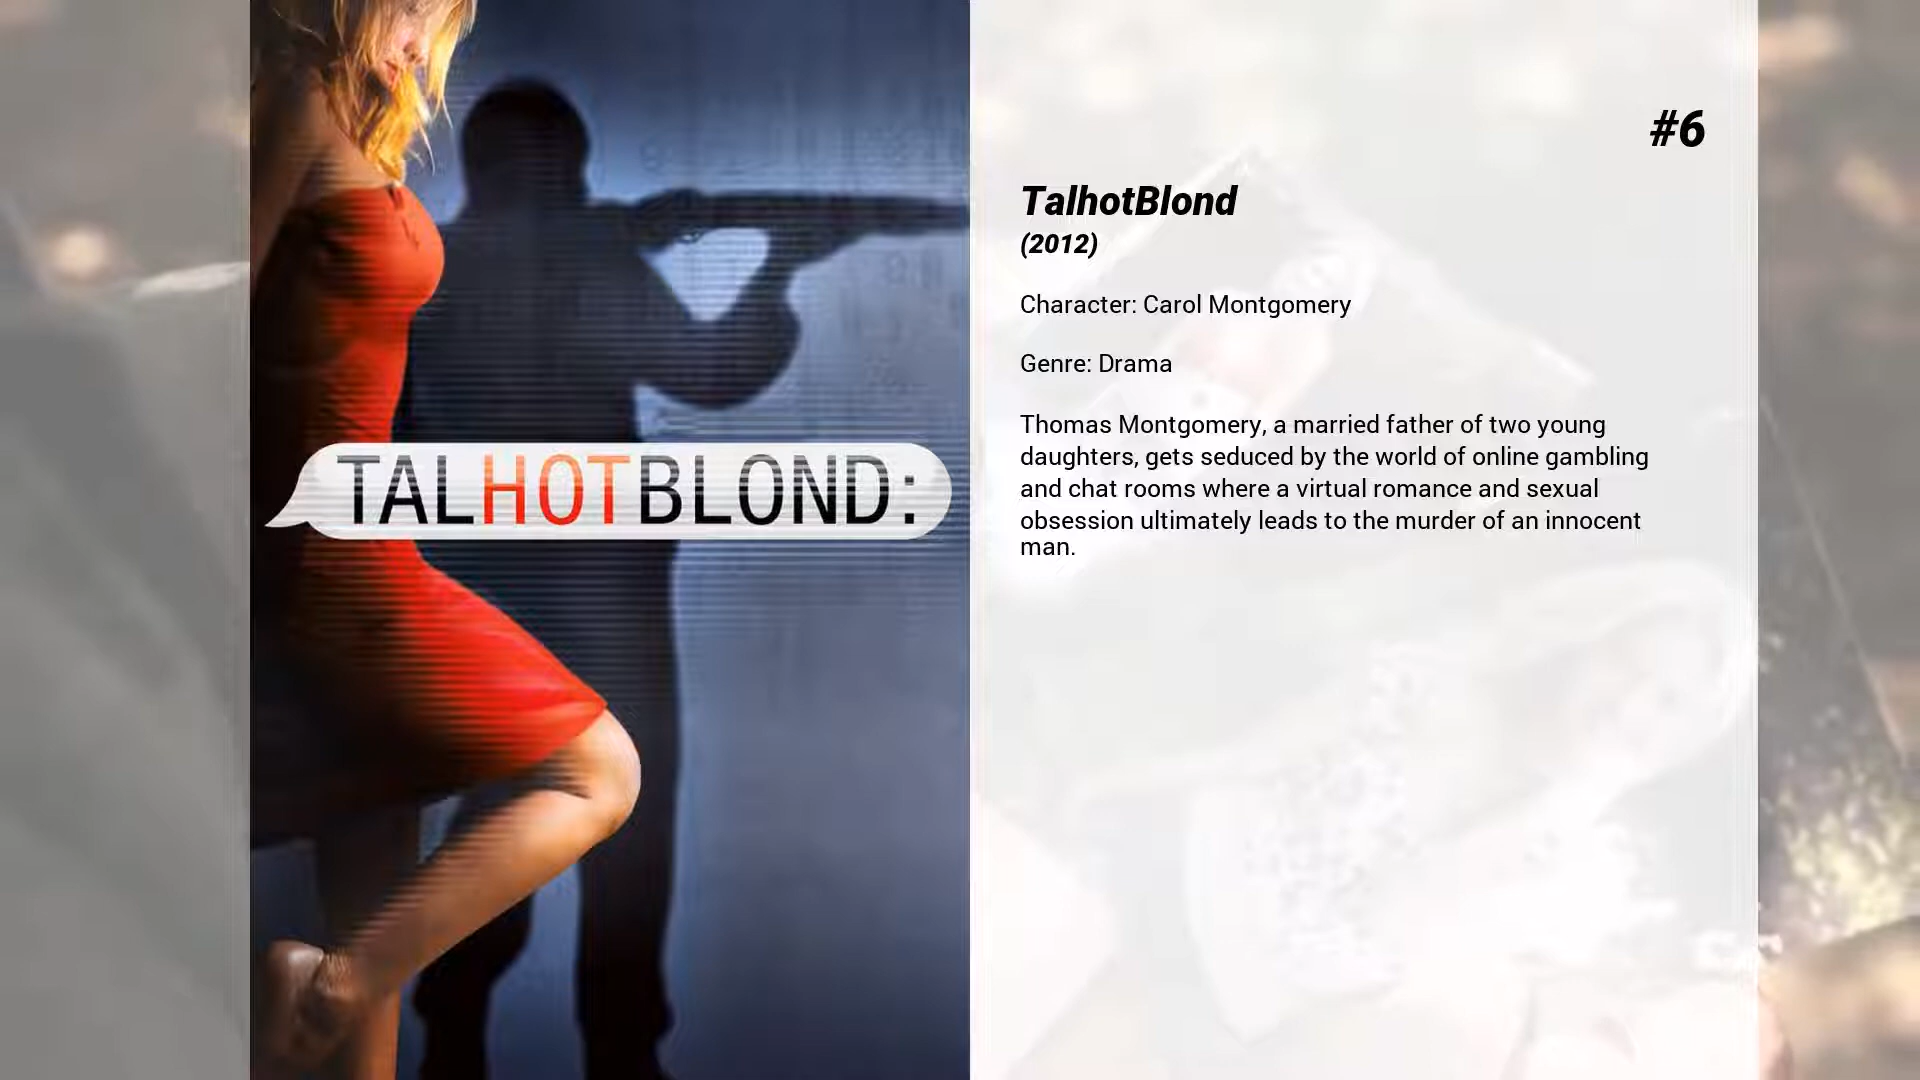 #6
TalhotBlond
(2012)
Character: Carol Montgomery
Genre: Drama
Thomas Montgomery, a married father of two young
daughters, gets seduced by the world of online gambling
and chat rooms where a virtual romance and sexual
obsession ultimately leads to the murder of an innocent
man.
TALHOTBLOND: